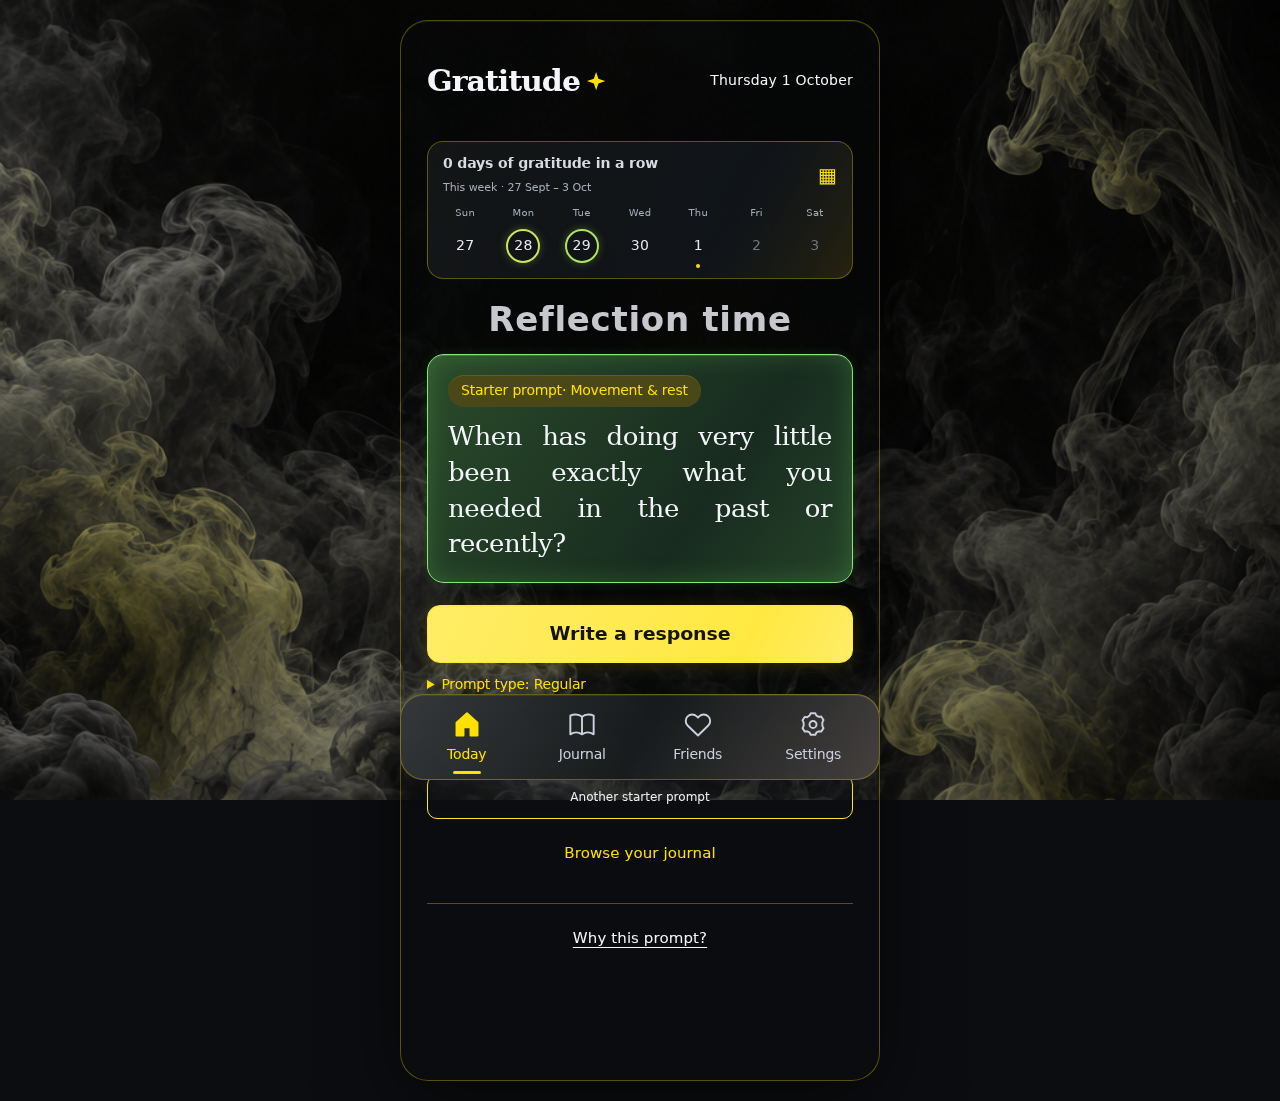 Gratitude
Thursday 1 October
0 days of gratitude in a row
This week · 27 Sept – 3 Oct
Sun Mon Tue Wed Thu Fri Sat
27 28 29 30 1 2 3
Reflection time
Starter prompt· Movement & rest
When has doing very little
been exactly what you
needed in the past or
recently?
Write a response
Prompt type: Regular
Today Journal Friends Settings
Another starter prompt
Browse your journal
Why this prompt?